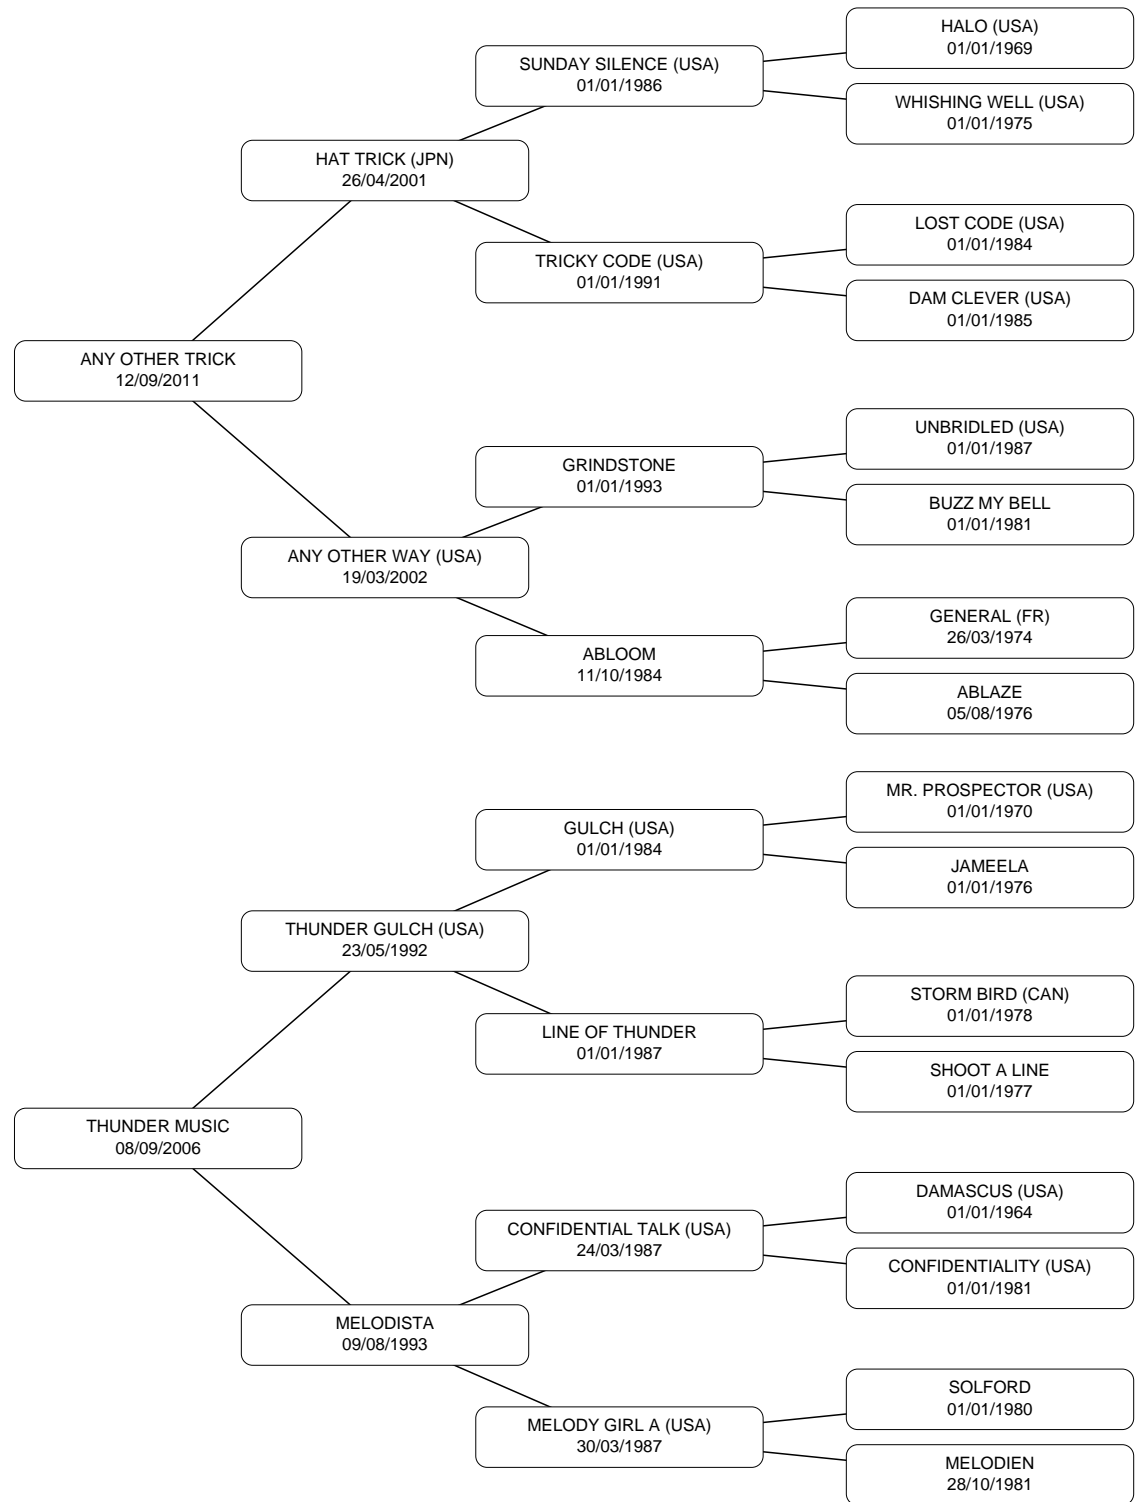 HALO (USA)
01/01/1969
SUNDAY SILENCE (USA)
01/01/1986
WHISHING WELL (USA)
01/01/1975
HAT TRICK (JPN)
26/04/2001
LOST CODE (USA)
01/01/1984
TRICKY CODE (USA)
01/01/1991
DAM CLEVER (USA)
01/01/1985
ANY OTHER TRICK
12/09/2011
UNBRIDLED (USA)
01/01/1987
GRINDSTONE
01/01/1993
BUZZ MY BELL
01/01/1981
ANY OTHER WAY (USA)
19/03/2002
GENERAL (FR)
26/03/1974
ABLOOM
11/10/1984
ABLAZE
05/08/1976
MR. PROSPECTOR (USA)
01/01/1970
GULCH (USA)
01/01/1984
JAMEELA
01/01/1976
THUNDER GULCH (USA)
23/05/1992
STORM BIRD (CAN)
01/01/1978
LINE OF THUNDER
01/01/1987
SHOOT A LINE
01/01/1977
THUNDER MUSIC
08/09/2006
DAMASCUS (USA)
01/01/1964
CONFIDENTIAL TALK (USA)
24/03/1987
CONFIDENTIALITY (USA)
01/01/1981
MELODISTA
09/08/1993
SOLFORD
01/01/1980
MELODY GIRL A (USA)
30/03/1987
MELODIEN
28/10/1981